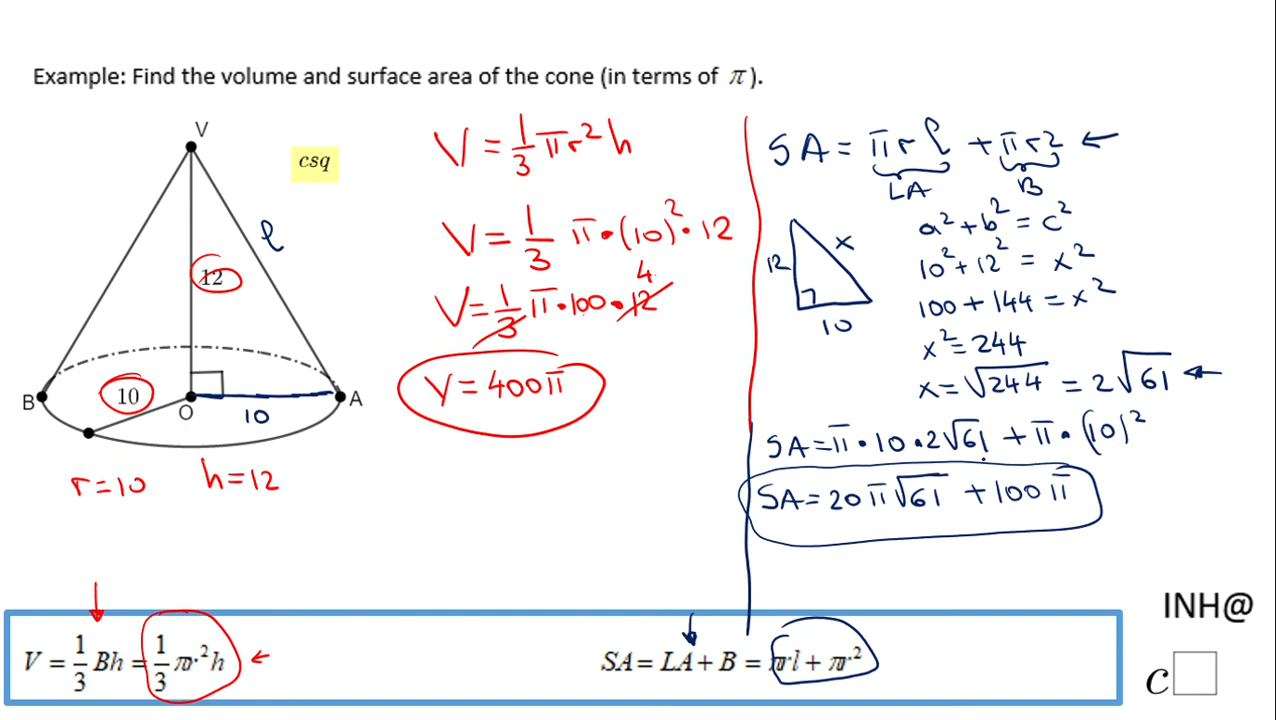 Example: Find the volume and surface area of the cone (in terms of π).
V
csq
l
12
B
10
O
10
A
r=10 h=12
V = 1/3 πr²h
V = 1/3 π•(10)²•12
4
V = 1/3 π•100•12
V = 400π
SA = πrl + πr²
LA B
12
x
10
a²+b²=c²
10²+12² = x²
100+144 = x²
x²=244
x=√244 = 2√61
SA=π•10•2√61 + π•(10)²
SA=20π√61 + 100π
V = 1/3 Bh = 1/3 πr²h
SA = LA + B = πrl + πr²
INH@
c